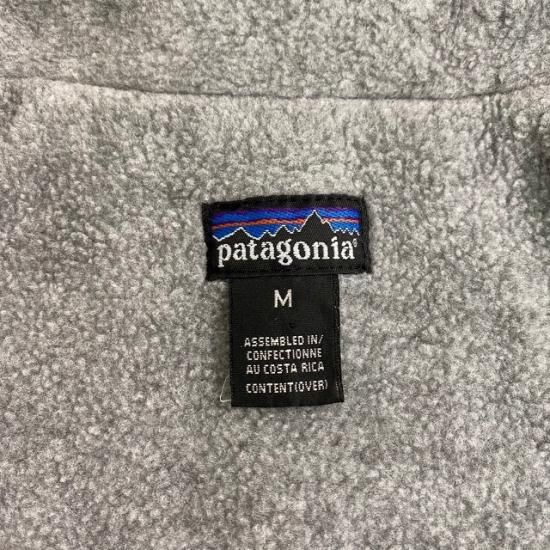 patagonia®
M
ASSEMBLED IN/
CONFECTIONNE
AU COSTA RICA
CONTENT(OVER)